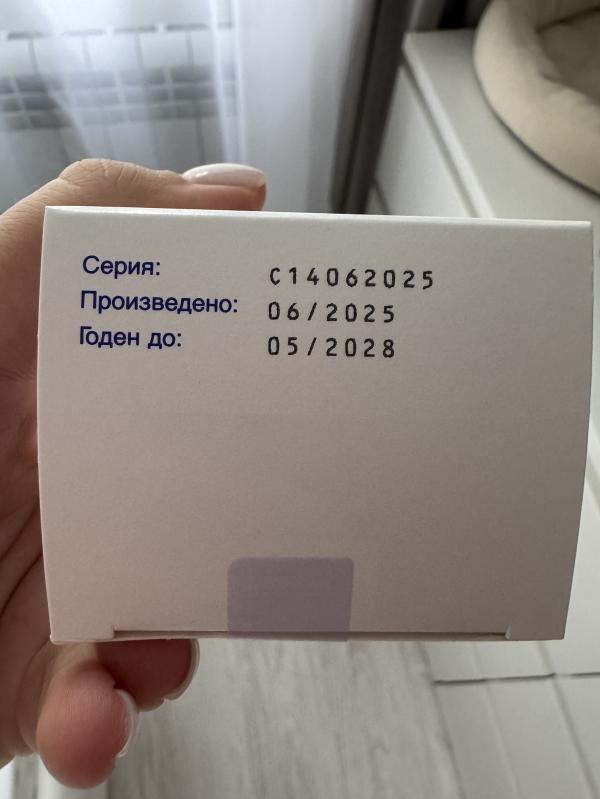 Серия: C14062025
Произведено: 06/2025
Годен до: 05/2028